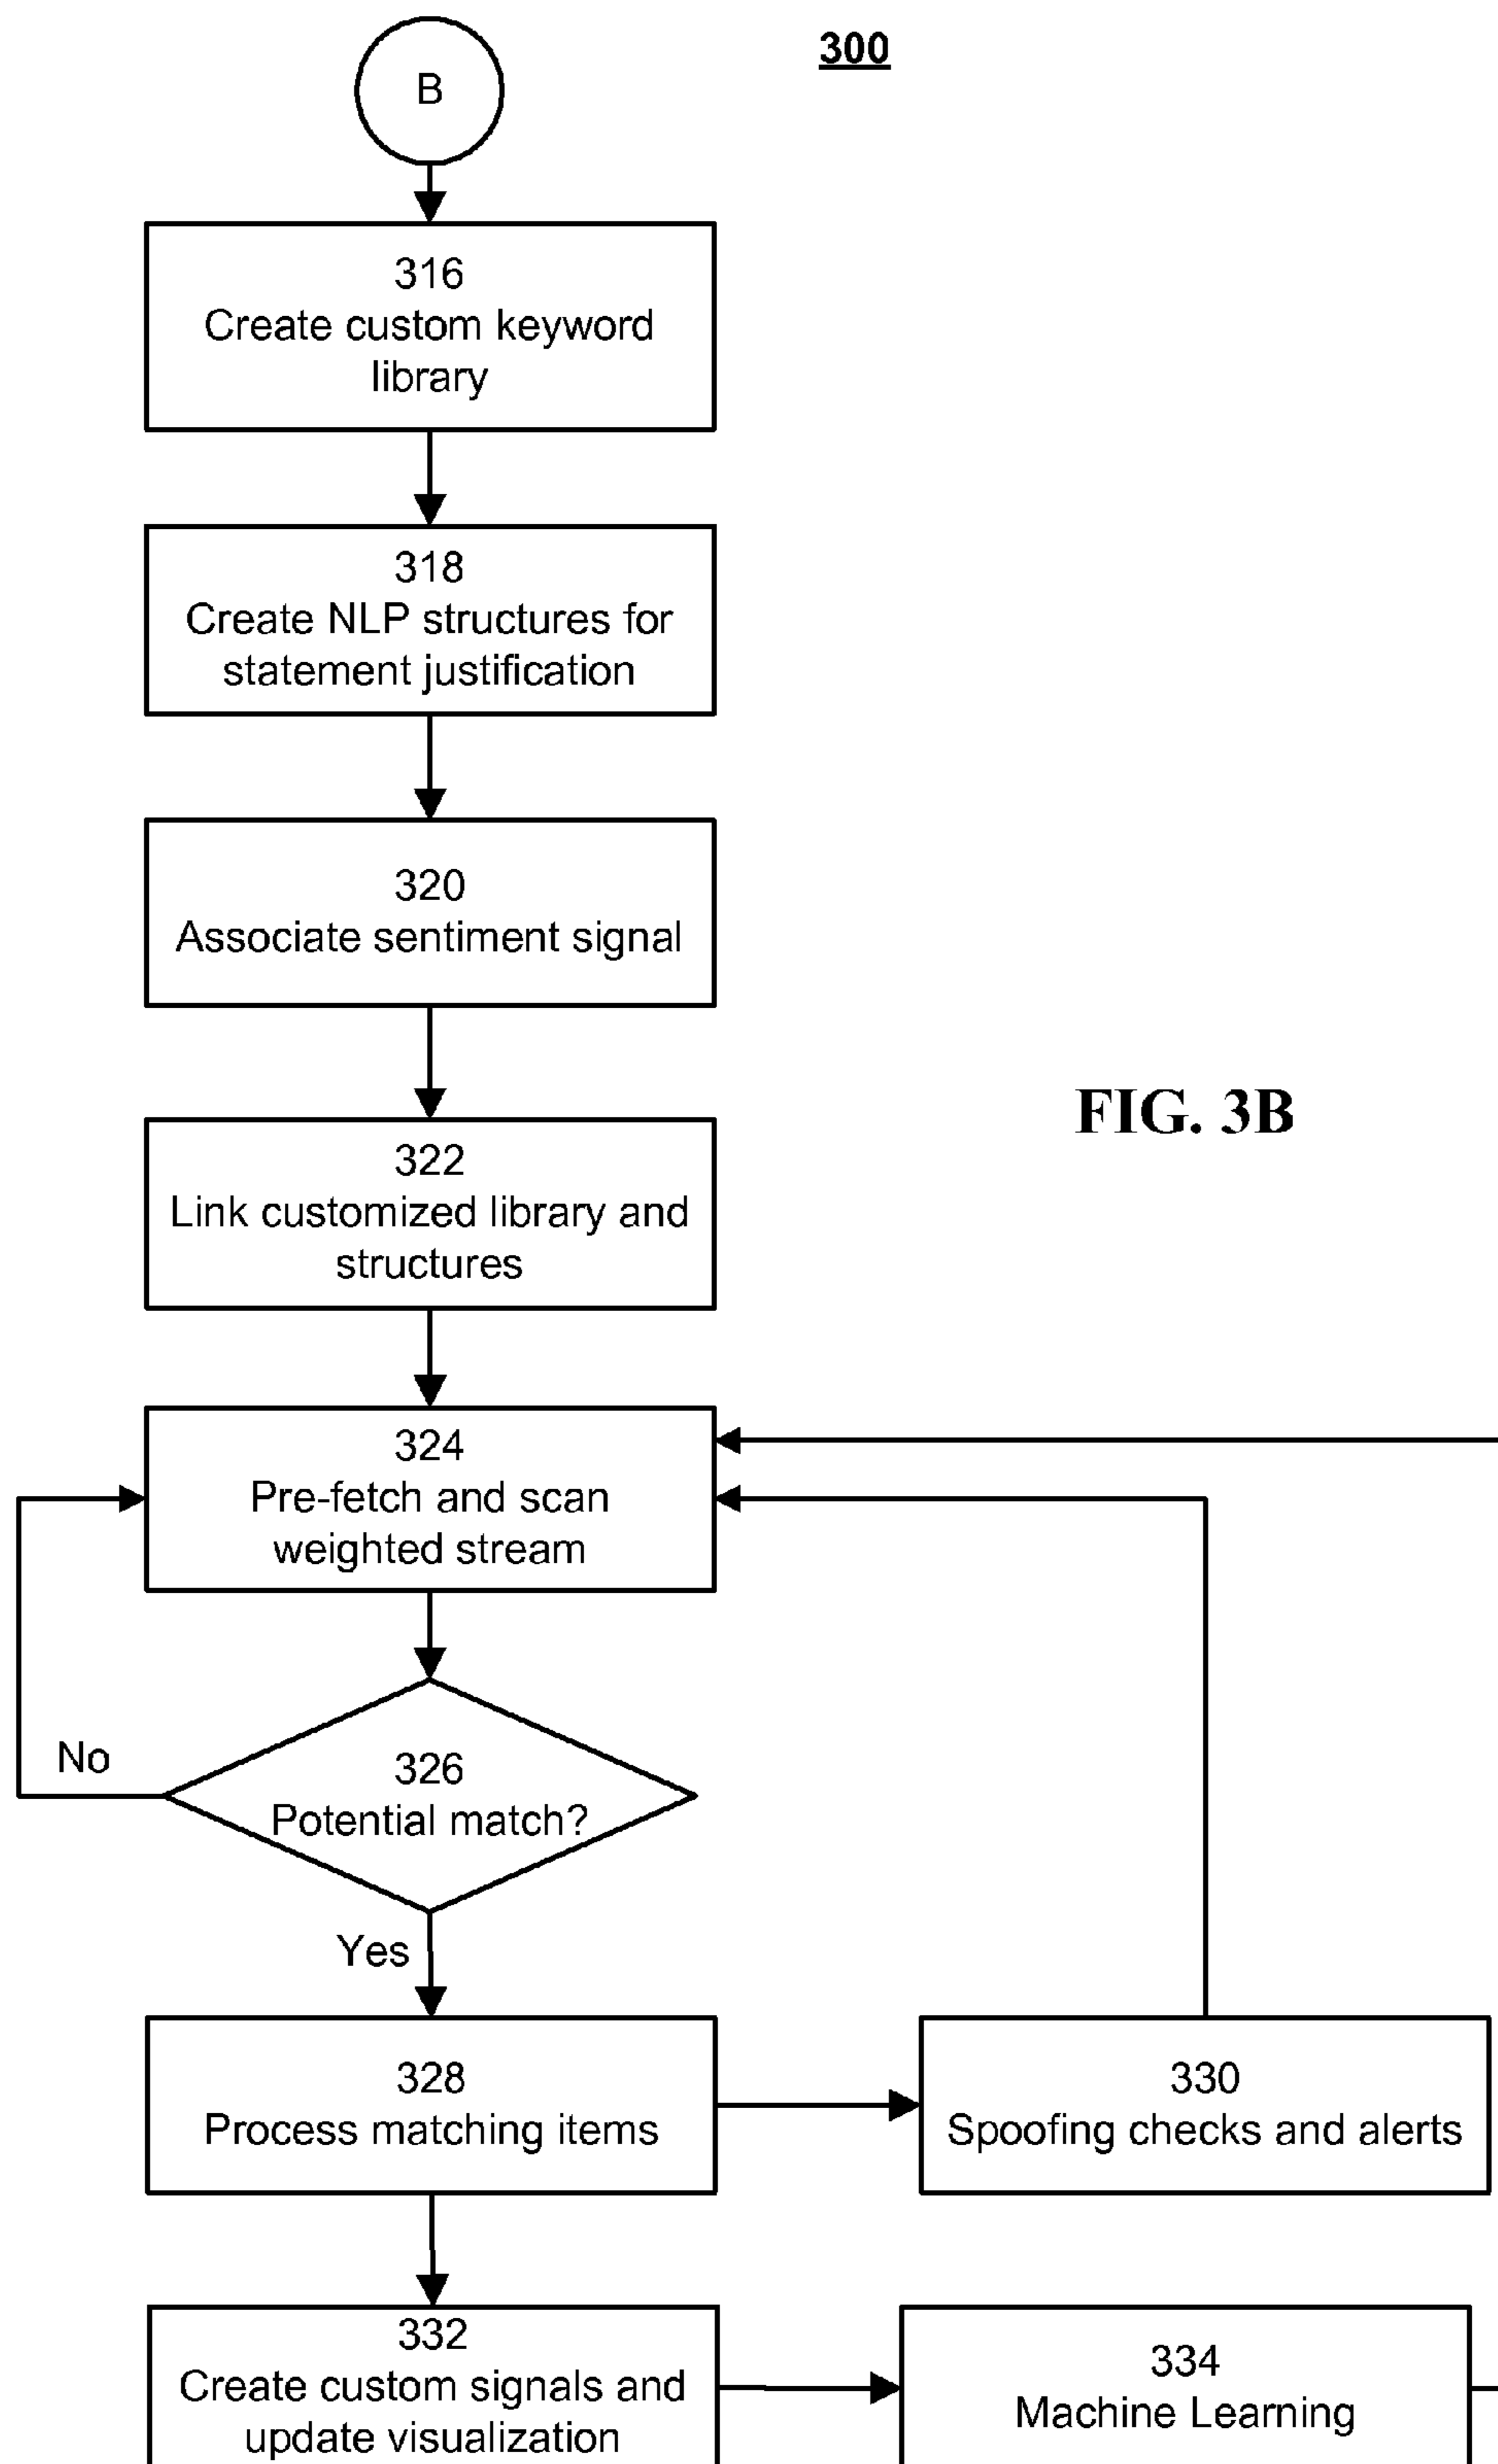 B
300
316
Create custom keyword
library
318
Create NLP structures for
statement justification
320
Associate sentiment signal
322
Link customized library and
structures
FIG. 3B
324
Pre-fetch and scan
weighted stream
326
Potential match?
No
Yes
328
Process matching items
330
Spoofing checks and alerts
332
Create custom signals and
update visualization
334
Machine Learning